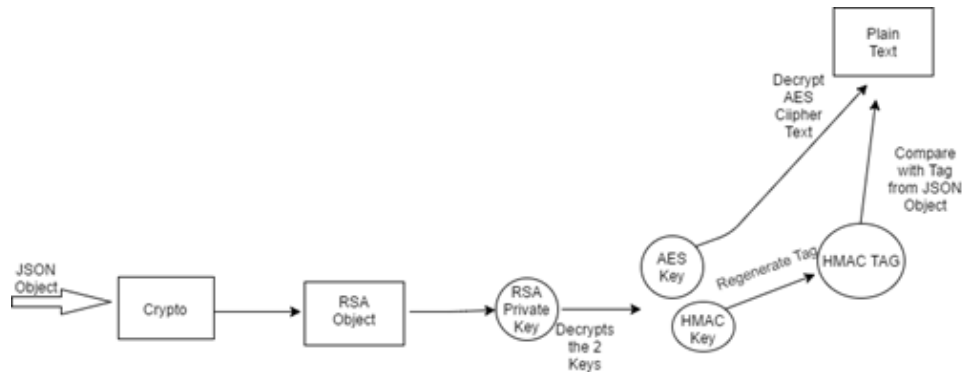 Plain
Text
Decrypt
AES
Ciipher
Text
Compare
with Tag
from JSON
Object
JSON
Object
Crypto
RSA
Object
RSA
Private
Key
Decrypts
the 2
Keys
AES
Key
HMAC
Key
Regenerate Tag
HMAC TAG